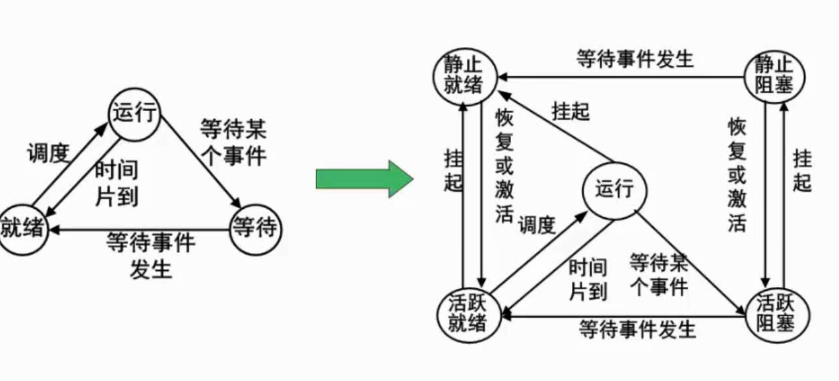 运行
调度
等待某
个事件
时间
片到
就绪
等待
等待事件
发生
静止
就绪
等待事件发生
静止
阻塞
挂起
恢复或激活
挂起
恢复或激活
挂起
运行
调度
时间
片到
等待某
个事件
活跃
就绪
等待事件发生
活跃
阻塞